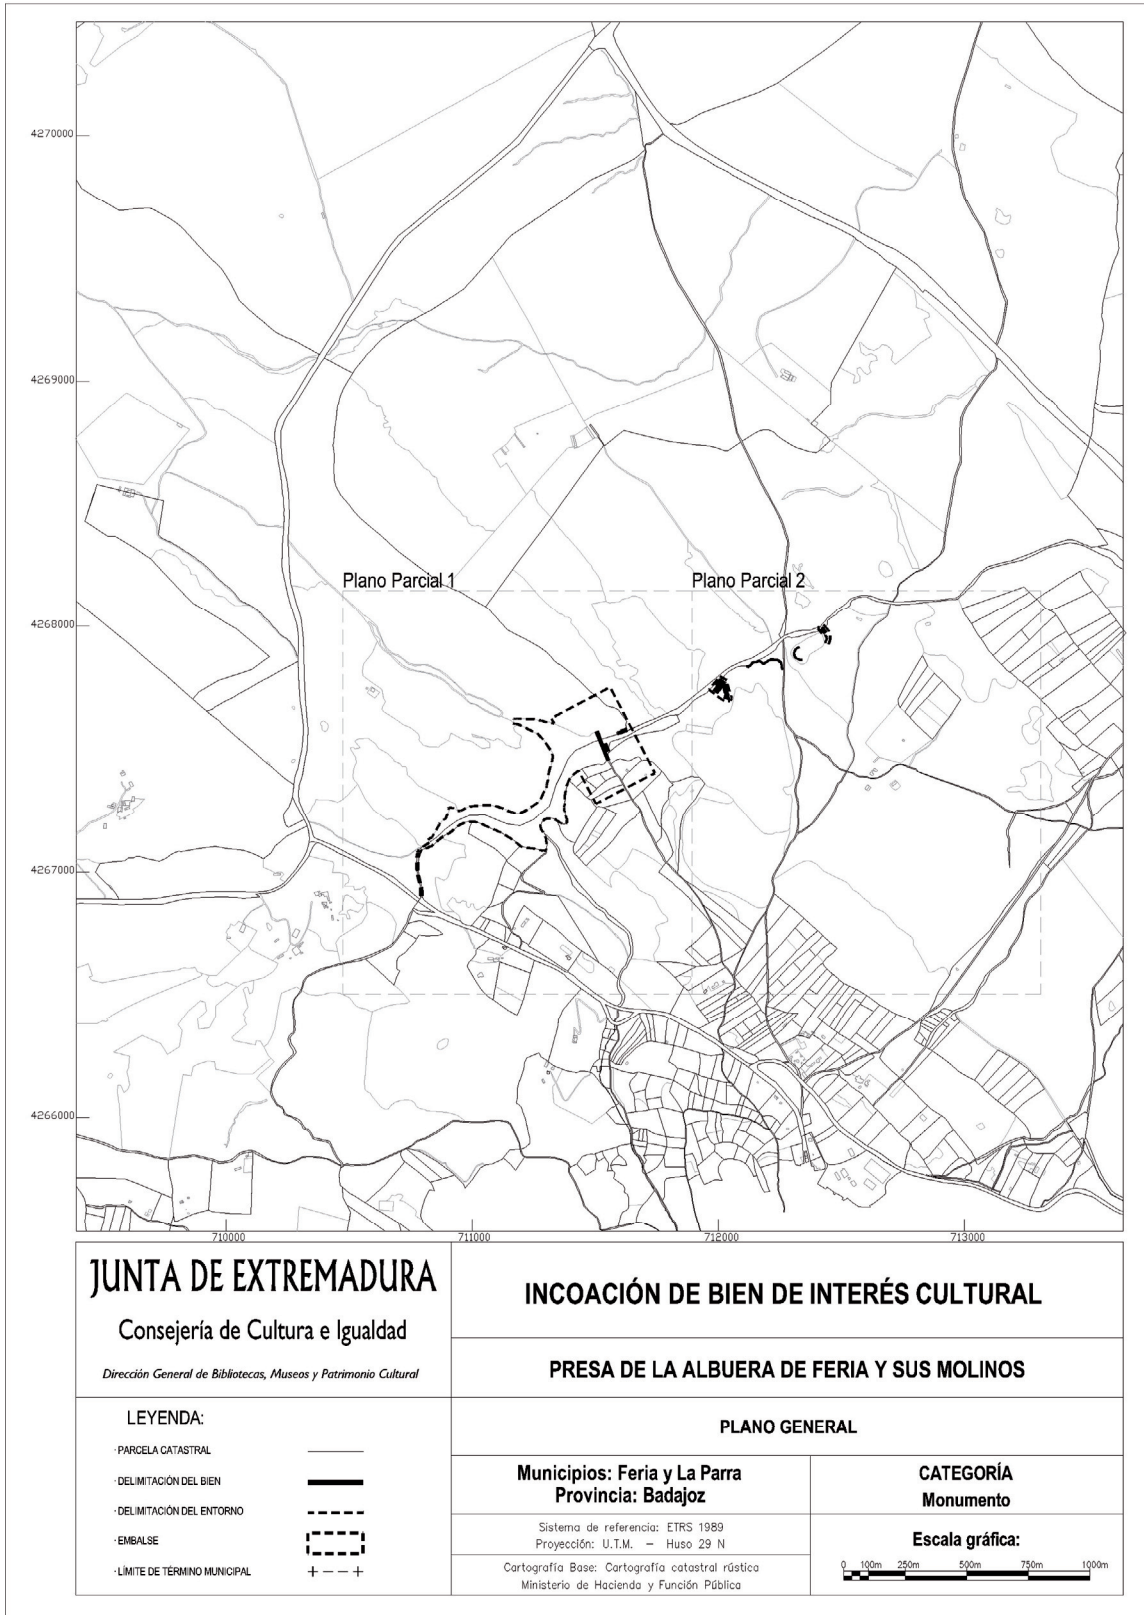 4270000
4269000
Plano Parcial 1
Plano Parcial 2
4268000
4267000
4266000
710000
711000
712000
713000
JUNTA DE EXTREMADURA
Consejería de Cultura e Igualdad
Dirección General de Bibliotecas, Museos y Patrimonio Cultural
LEYENDA:
· PARCELA CATASTRAL
· DELIMITACIÓN DEL BIEN
· DELIMITACIÓN DEL ENTORNO
· EMBALSE
· LÍMITE DE TÉRMINO MUNICIPAL
INCOACIÓN DE BIEN DE INTERÉS CULTURAL
PRESA DE LA ALBUERA DE FERIA Y SUS MOLINOS
PLANO GENERAL
Municipios: Feria y La Parra
Provincia: Badajoz
Sistema de referencia: ETRS 1989
Proyección: U.T.M. – Huso 29 N
Cartografía Base: Cartografía catastral rústica
Ministerio de Hacienda y Función Pública
CATEGORÍA
Monumento
Escala gráfica:
0 100m 250m 500m 750m 1000m